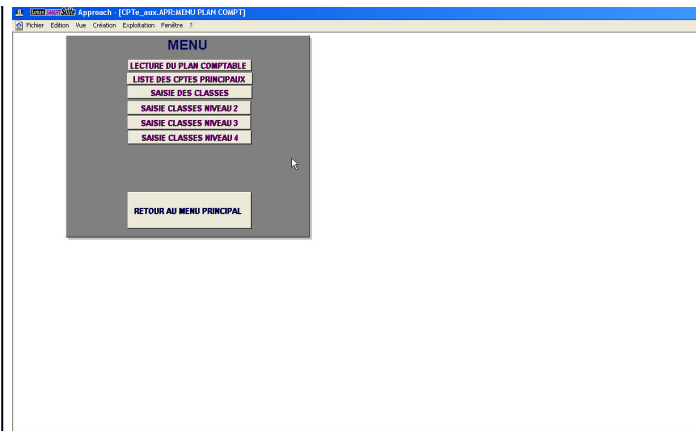 Lotus SmartSuite Approach - [CPTe_aux.APR:MENU PLAN COMPT]
Fichier Edition Vue Création Exploitation Fenêtre ?
MENU
LECTURE DU PLAN COMPTABLE
LISTE DES CPTES PRINCIPAUX
SAISIE DES CLASSES
SAISIE CLASSES NIVEAU 2
SAISIE CLASSES NIVEAU 3
SAISIE CLASSES NIVEAU 4
RETOUR AU MENU PRINCIPAL